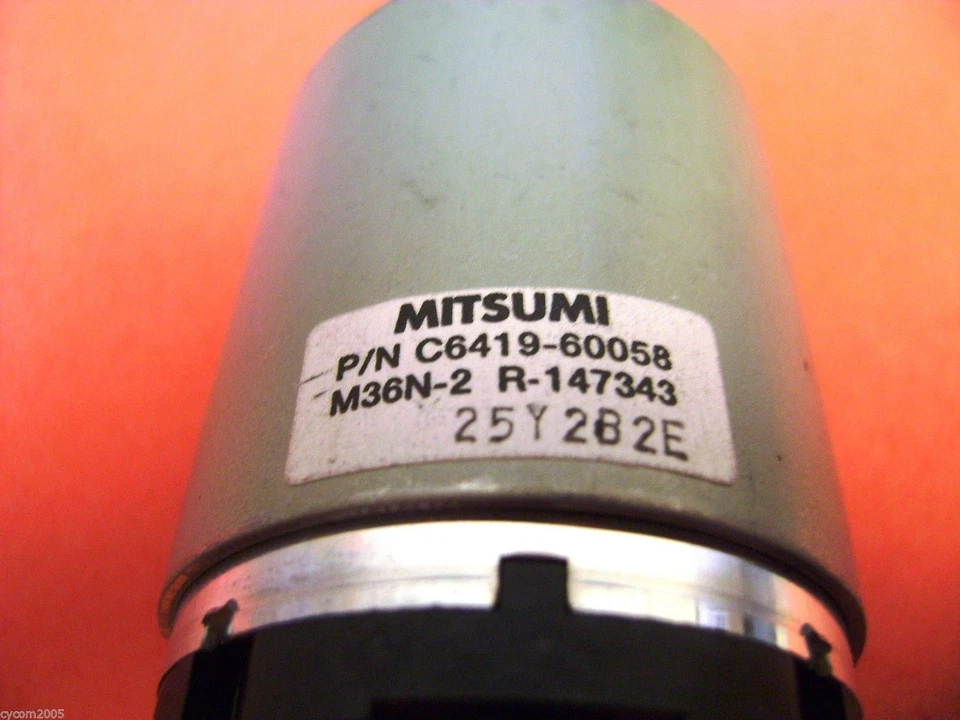 MITSUMI
P/N C6419-60058
M36N-2 R-147343
25Y2B2E
cycom2005